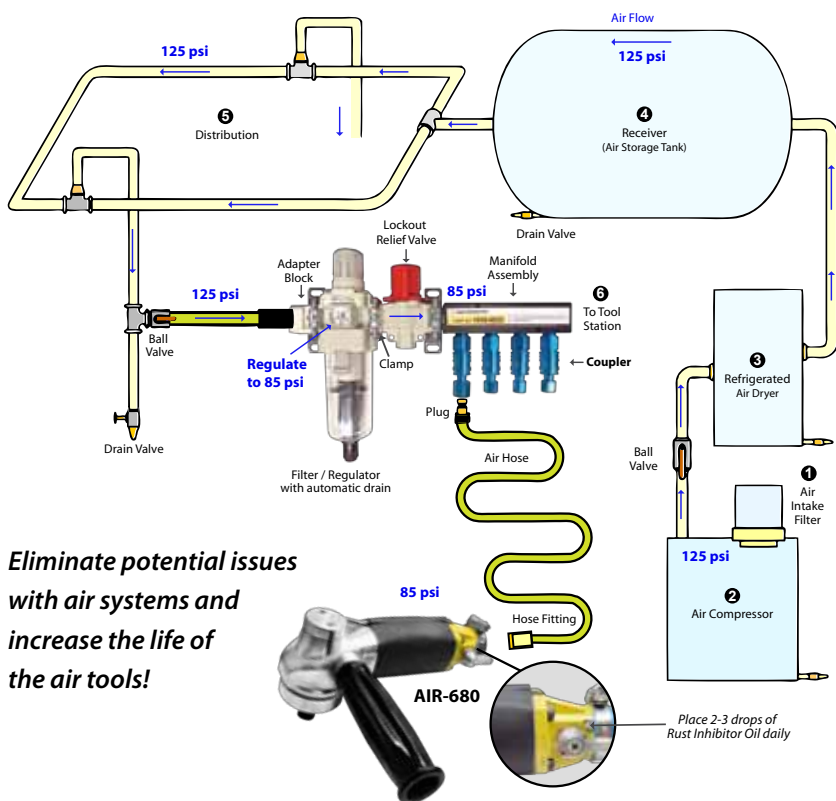 Air Flow
125 psi
125 psi
❺
Distribution
❹
Receiver
(Air Storage Tank)
Drain Valve
Lockout
Relief Valve
Adapter
Block
Manifold
Assembly
125 psi
85 psi
❻
To Tool
Station
Ball
Valve
Regulate
to 85 psi
Clamp
Coupler
❸
Refrigerated
Air Dryer
Plug
Drain Valve
Air Hose
Ball
Valve
Filter / Regulator
with automatic drain
❶
Air
Intake
Filter
125 psi
Eliminate potential issues
with air systems and
increase the life of
the air tools!
85 psi
Hose Fitting
❷
Air Compressor
AIR-680
Place 2-3 drops of
Rust Inhibitor Oil daily